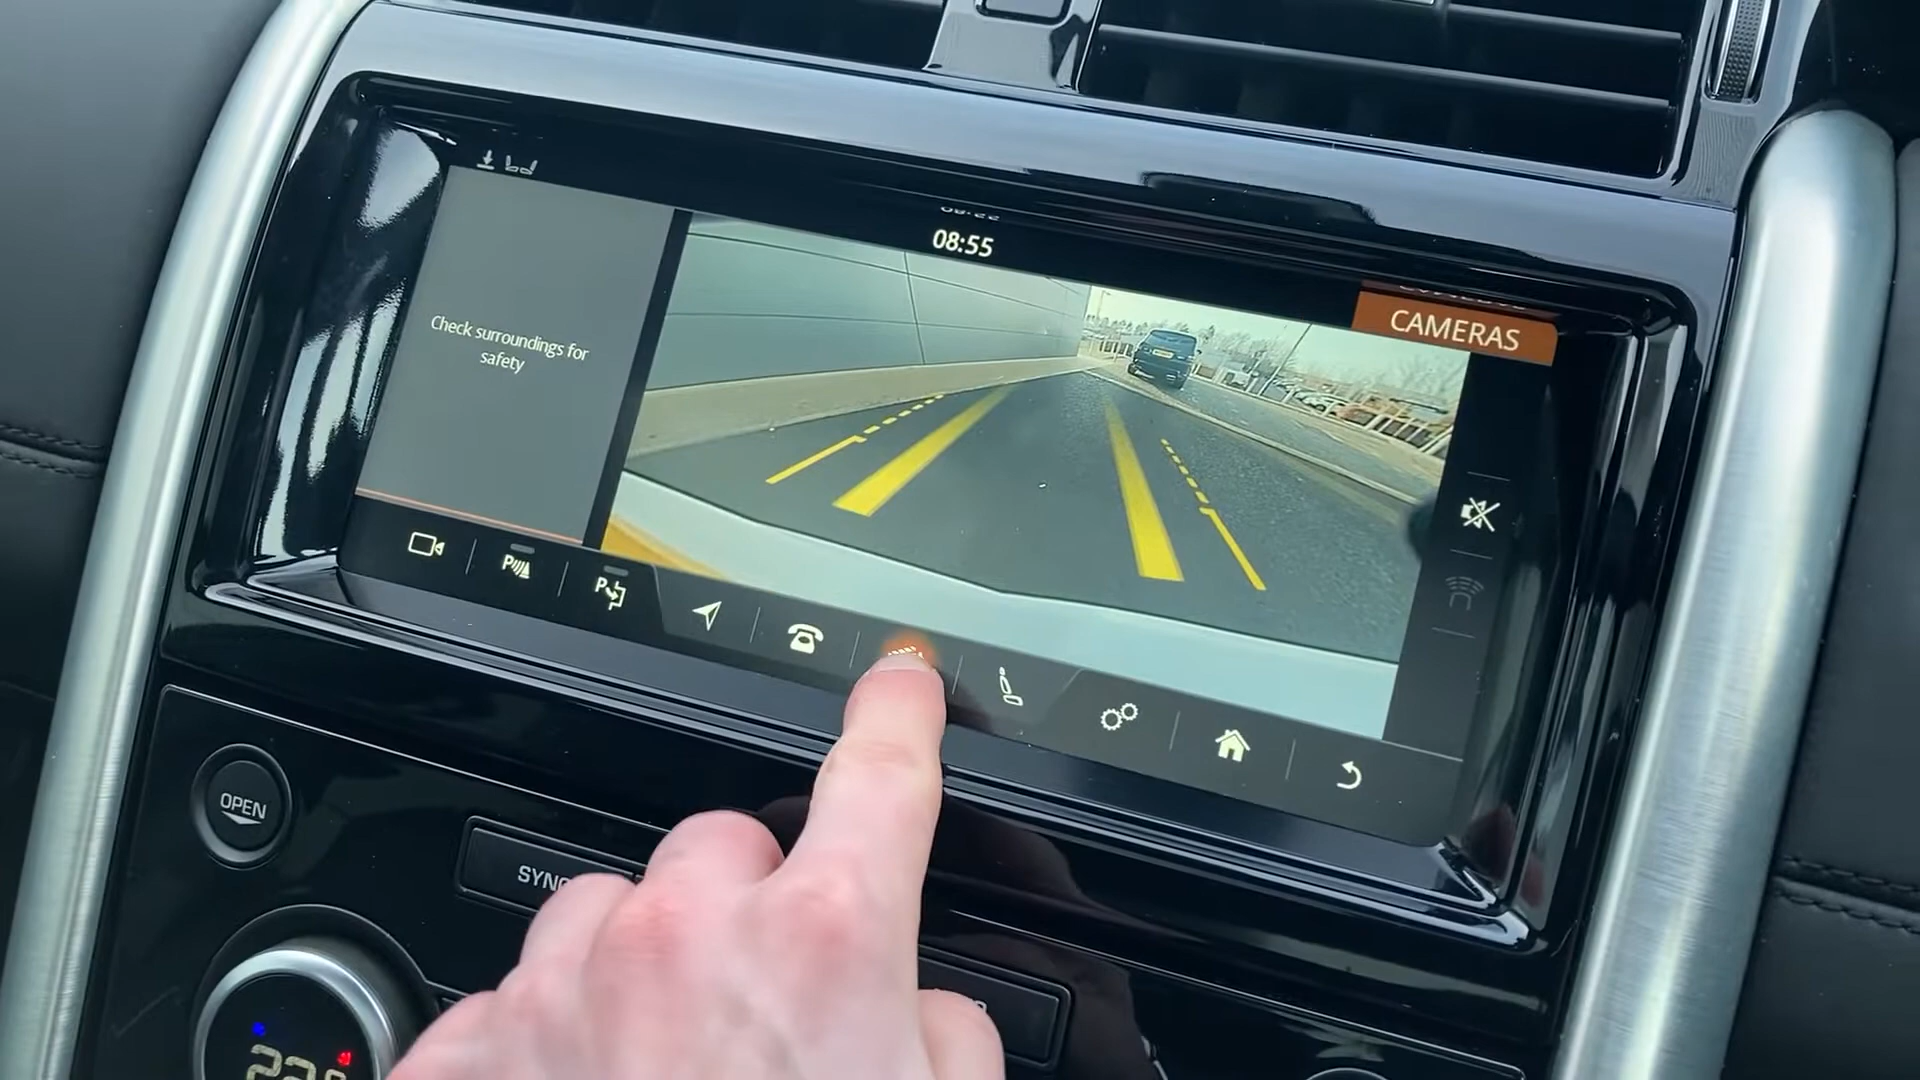 08:55
CAMERAS
Check surroundings for
safety
P
P
OPEN
SYNC